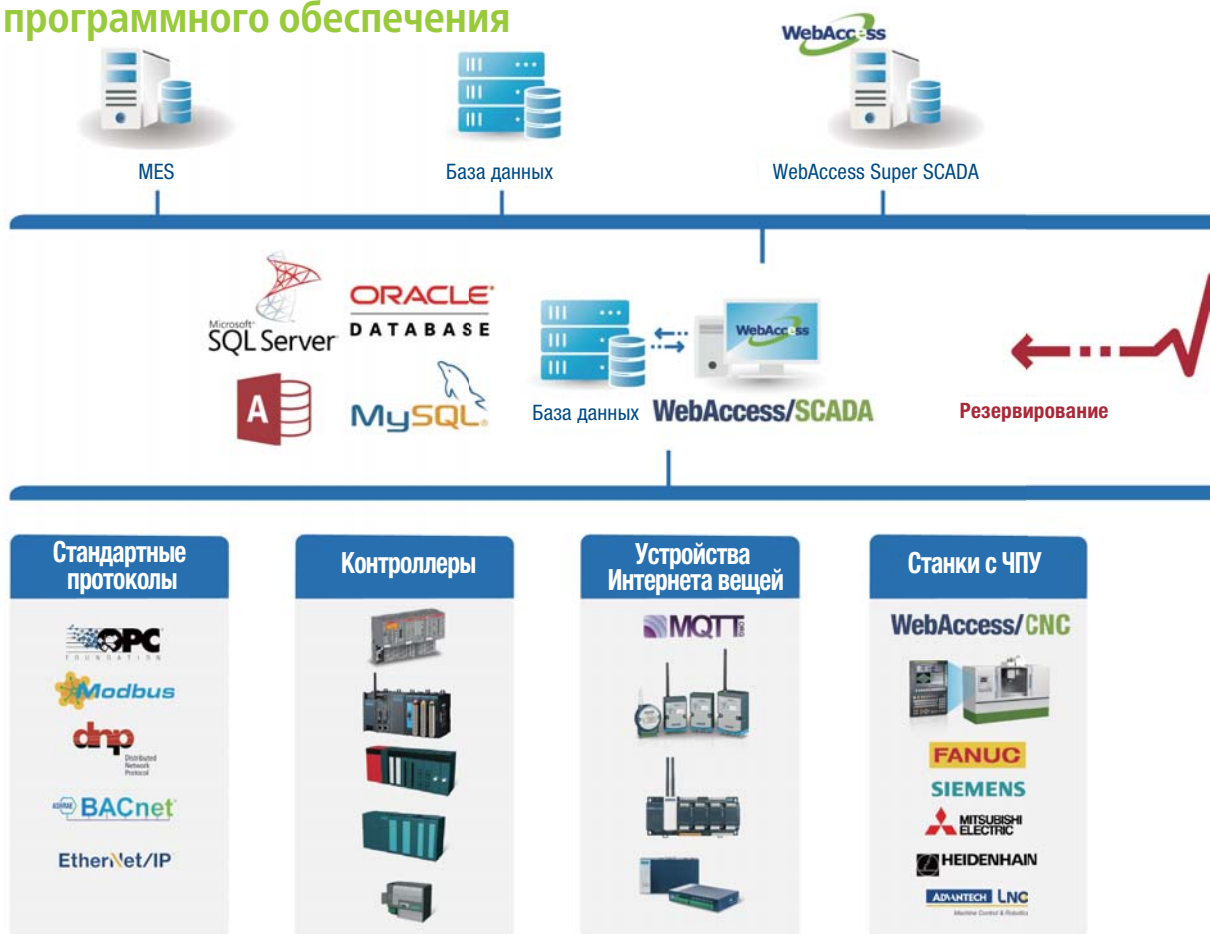 программного обеспечения
WebAccess
MES
База данных
WebAccess Super SCADA
Microsoft
SQL Server
ORACLE
DATABASE
WebAccess
A
MySQL
База данных
WebAccess/SCADA
Резервирование
Стандартные
протоколы
Контроллеры
Устройства
Интернета вещей
Станки с ЧПУ
OPC
FOUNDATION
MQTT
.ORG
WebAccess/CNC
Modbus
dnp
Distributed
Network
Protocol
FANUC
SIEMENS
ASHRAE BACnet
MITSUBISHI
ELECTRIC
EtherNet/IP
HEIDENHAIN
ADVANTECH LNC
Machine Control & Robotics